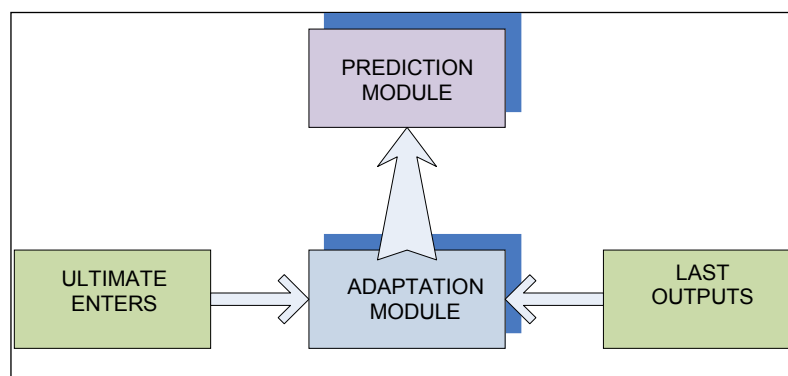 PREDICTION
MODULE
ULTIMATE
ENTERS
ADAPTATION
MODULE
LAST
OUTPUTS